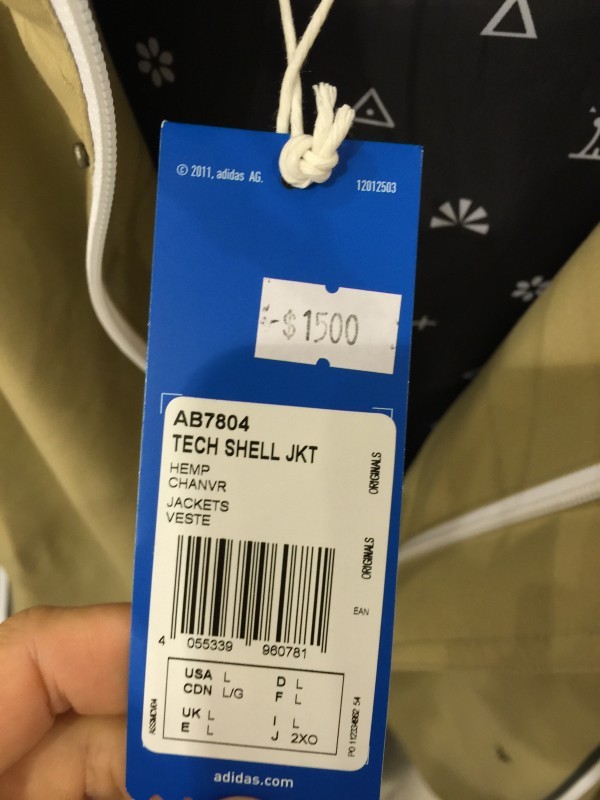 © 2011, adidas AG.
12012503
$1500
AB7804
TECH SHELL JKT
HEMP
CHANVR
JACKETS
VESTE
ORIGINALS
ORIGINALS
EAN
4 055339 960781
USA L D L
CDN L/G F L
UK L I L
E L J 2XO
adidas.com